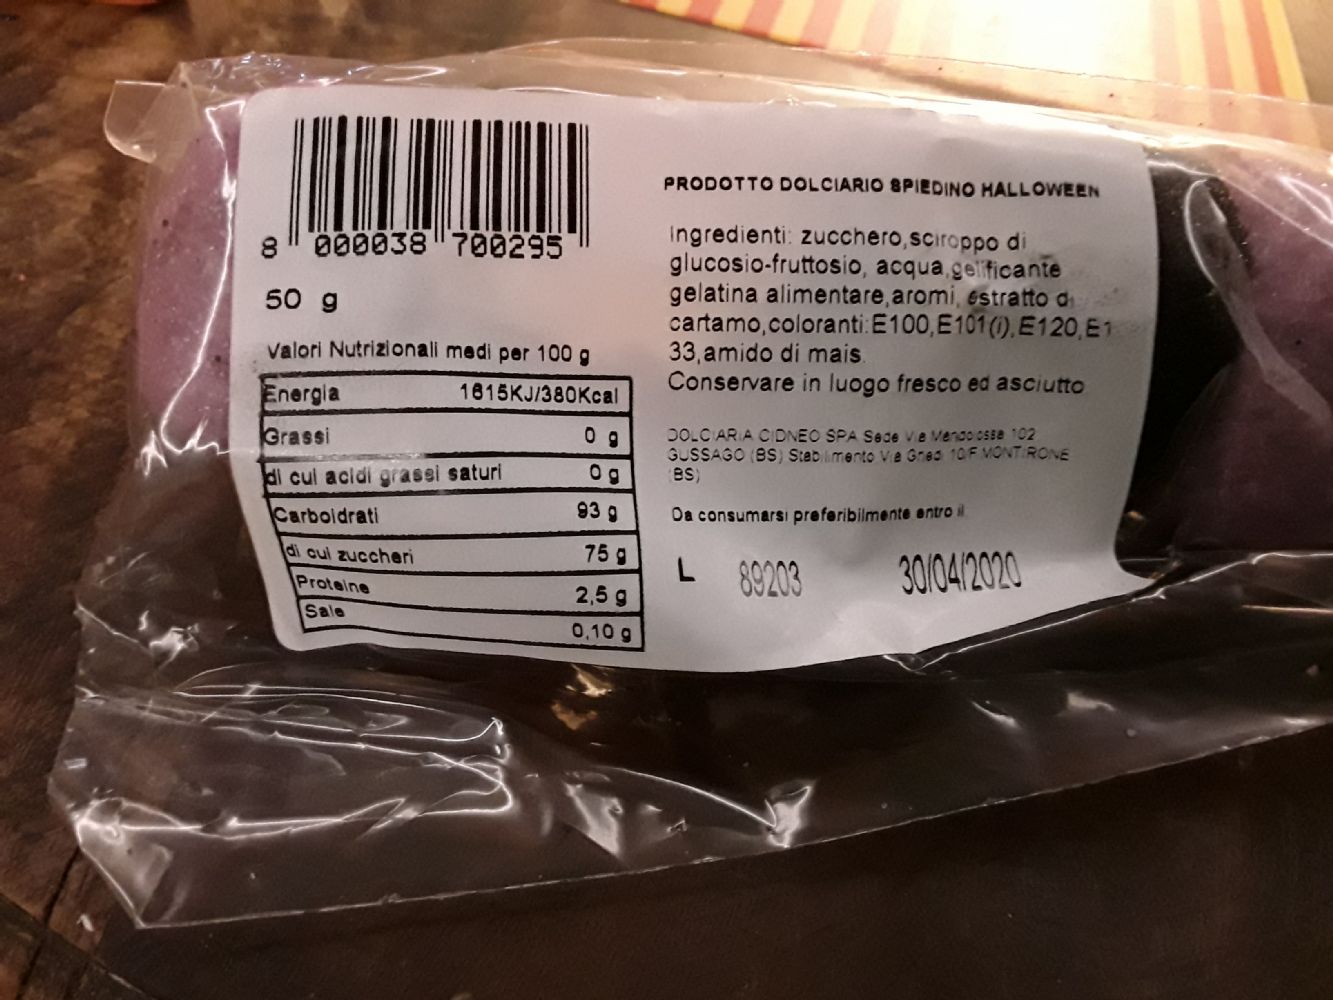 8 000038 700295
50 g
Valori Nutrizionali medi per 100 g
Energia 1615KJ/380Kcal
Grassi 0 g
di cui acidi grassi saturi 0 g
Carboidrati 93 g
di cui zuccheri 75 g
Proteine 2,5 g
Sale 0,10 g
PRODOTTO DOLCIARIO SPIEDINO HALLOWEEN
Ingredienti: zucchero,sciroppo di
glucosio-fruttosio, acqua,gelificante
gelatina alimentare,aromi, estratto di
cartamo,coloranti:E100,E101(i),E120,E1
33,amido di mais.
Conservare in luogo fresco ed asciutto
DOLCIARIA CIDNEO SPA Sede Via Mandolossa 102
GUSSAGO (BS) Stabilimento Via Gnedi 10/F MONTIRONE
(BS)
Da consumarsi preferibilmente entro il
L 89203 30/04/2020